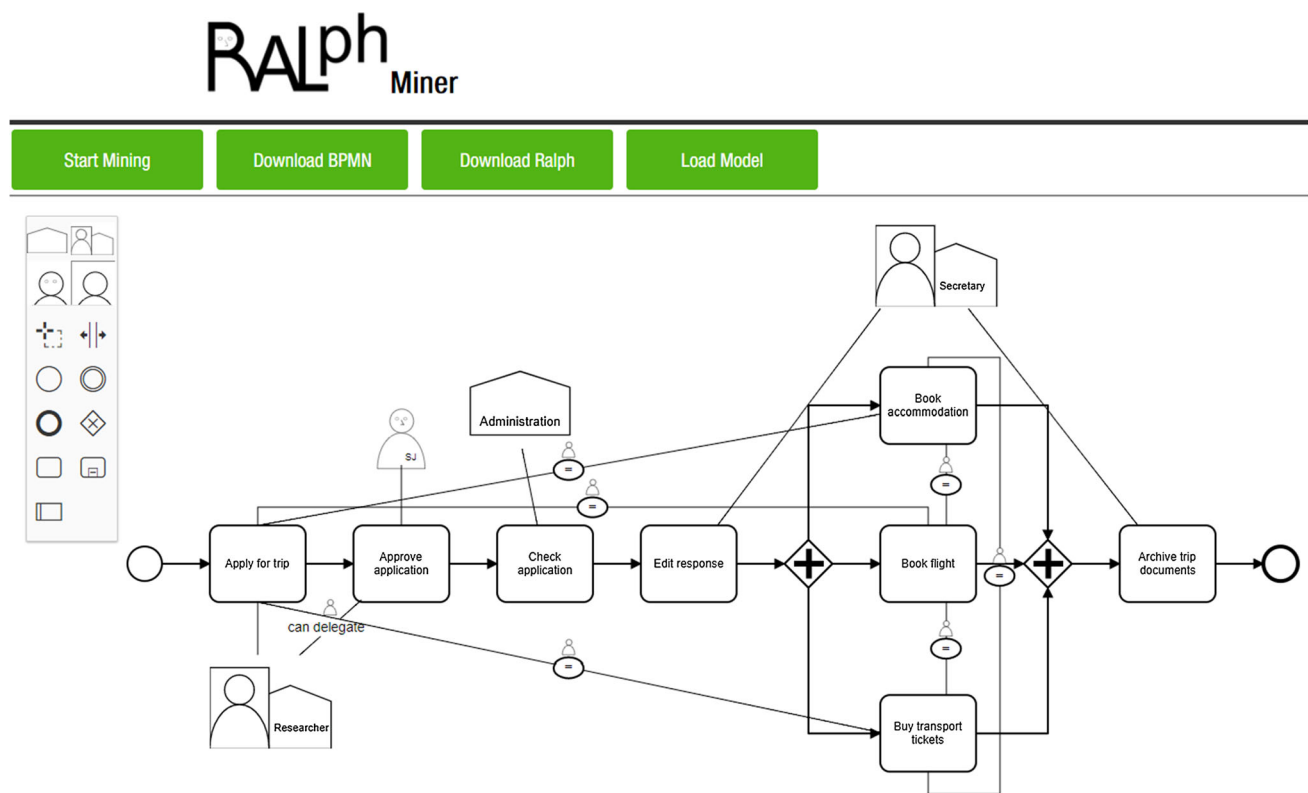 RALph Miner
Start Mining
Download BPMN
Download Ralph
Load Model
Secretary
Book
accommodation
Administration
SJ
=
=
=
Apply for trip
Approve
application
Check
application
Edit response
Book flight
=
Archive trip
documents
can delegate
=
=
Researcher
Buy transport
tickets